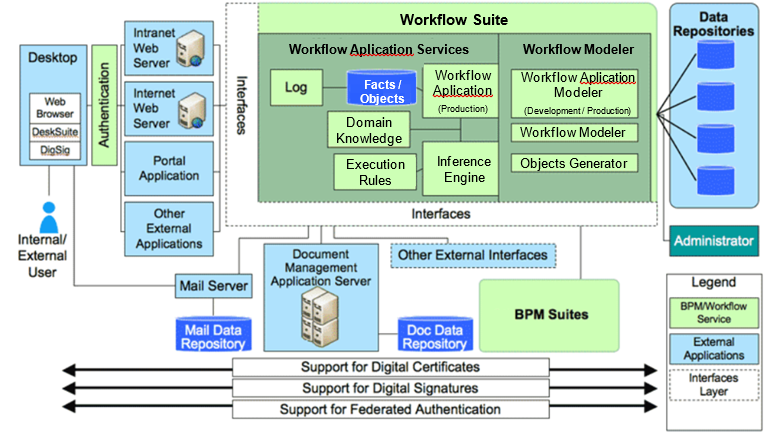 Workflow Suite
Data
Repositories
Desktop
Web
Browser
DeskSuite
DigSig
Internal/
External
User
Authentication
Intranet
Web
Server
Internet
Web
Server
Portal
Application
Other
External
Applications
Interfaces
Workflow Aplication Services
Log
Facts /
Objects
Workflow
Aplication
(Production)
Domain
Knowledge
Execution
Rules
Inference
Engine
Workflow Modeler
Workflow Aplication
Modeler
(Development / Production)
Workflow Modeler
Objects Generator
Interfaces
Administrator
Mail Server
Mail Data
Repository
Document
Management
Application Server
Doc Data
Repository
Other External Interfaces
BPM Suites
Legend
BPM/Workflow
Service
External
Applications
Interfaces
Layer
Support for Digital Certificates
Support for Digital Signatures
Support for Federated Authentication